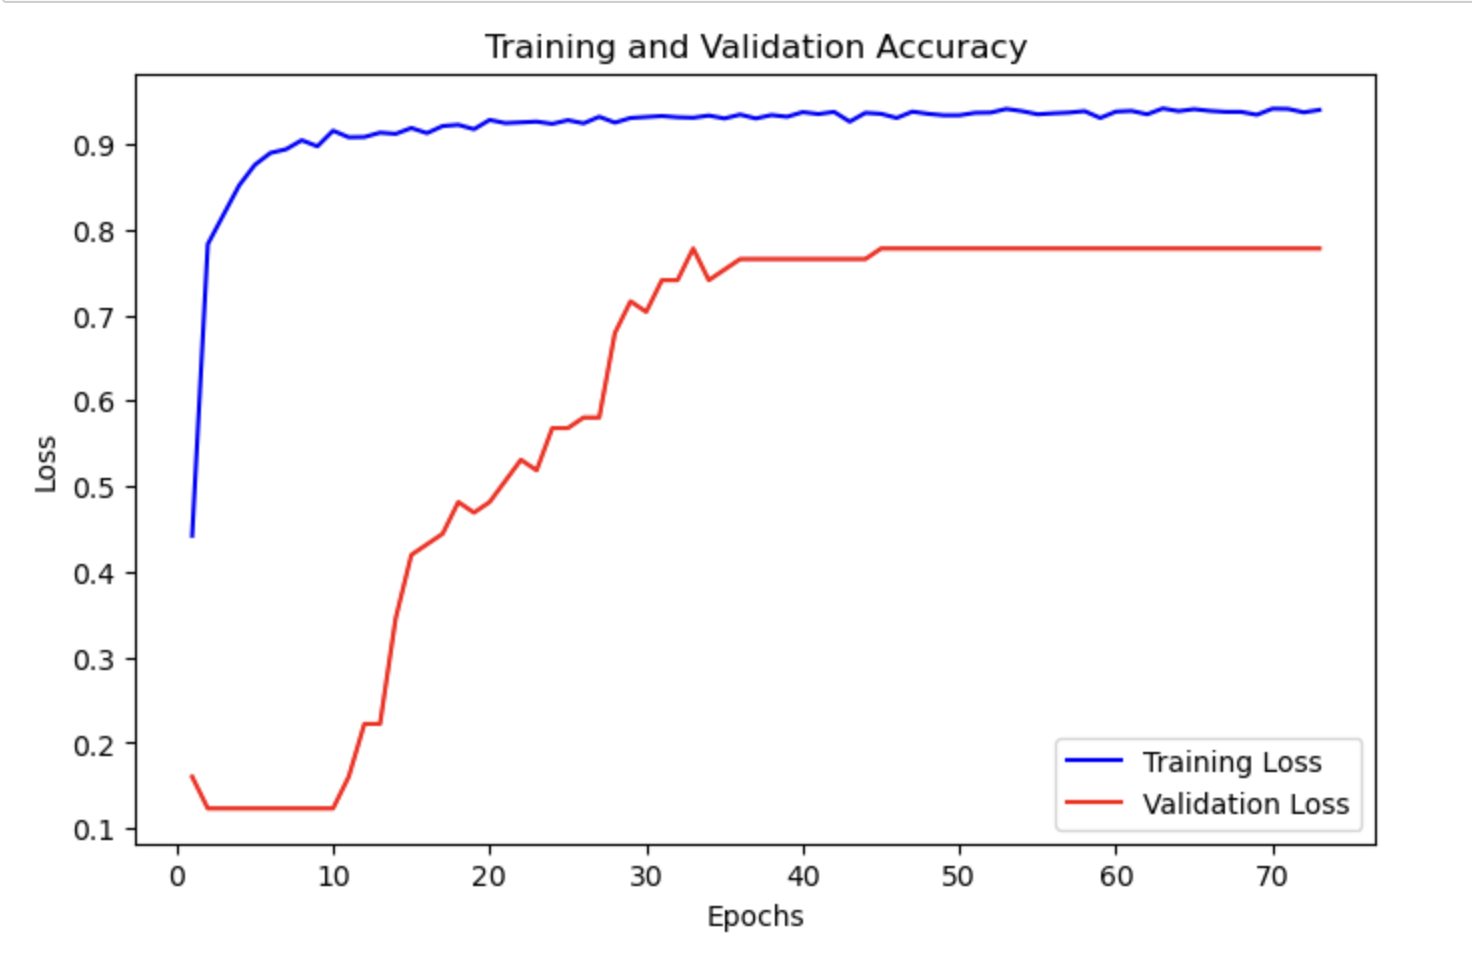 Training and Validation Accuracy
0.9
0.8
0.7
0.6
0.5
0.4
0.3
0.2
0.1
Loss
Training Loss
Validation Loss
0 10 20 30 40 50 60 70
Epochs